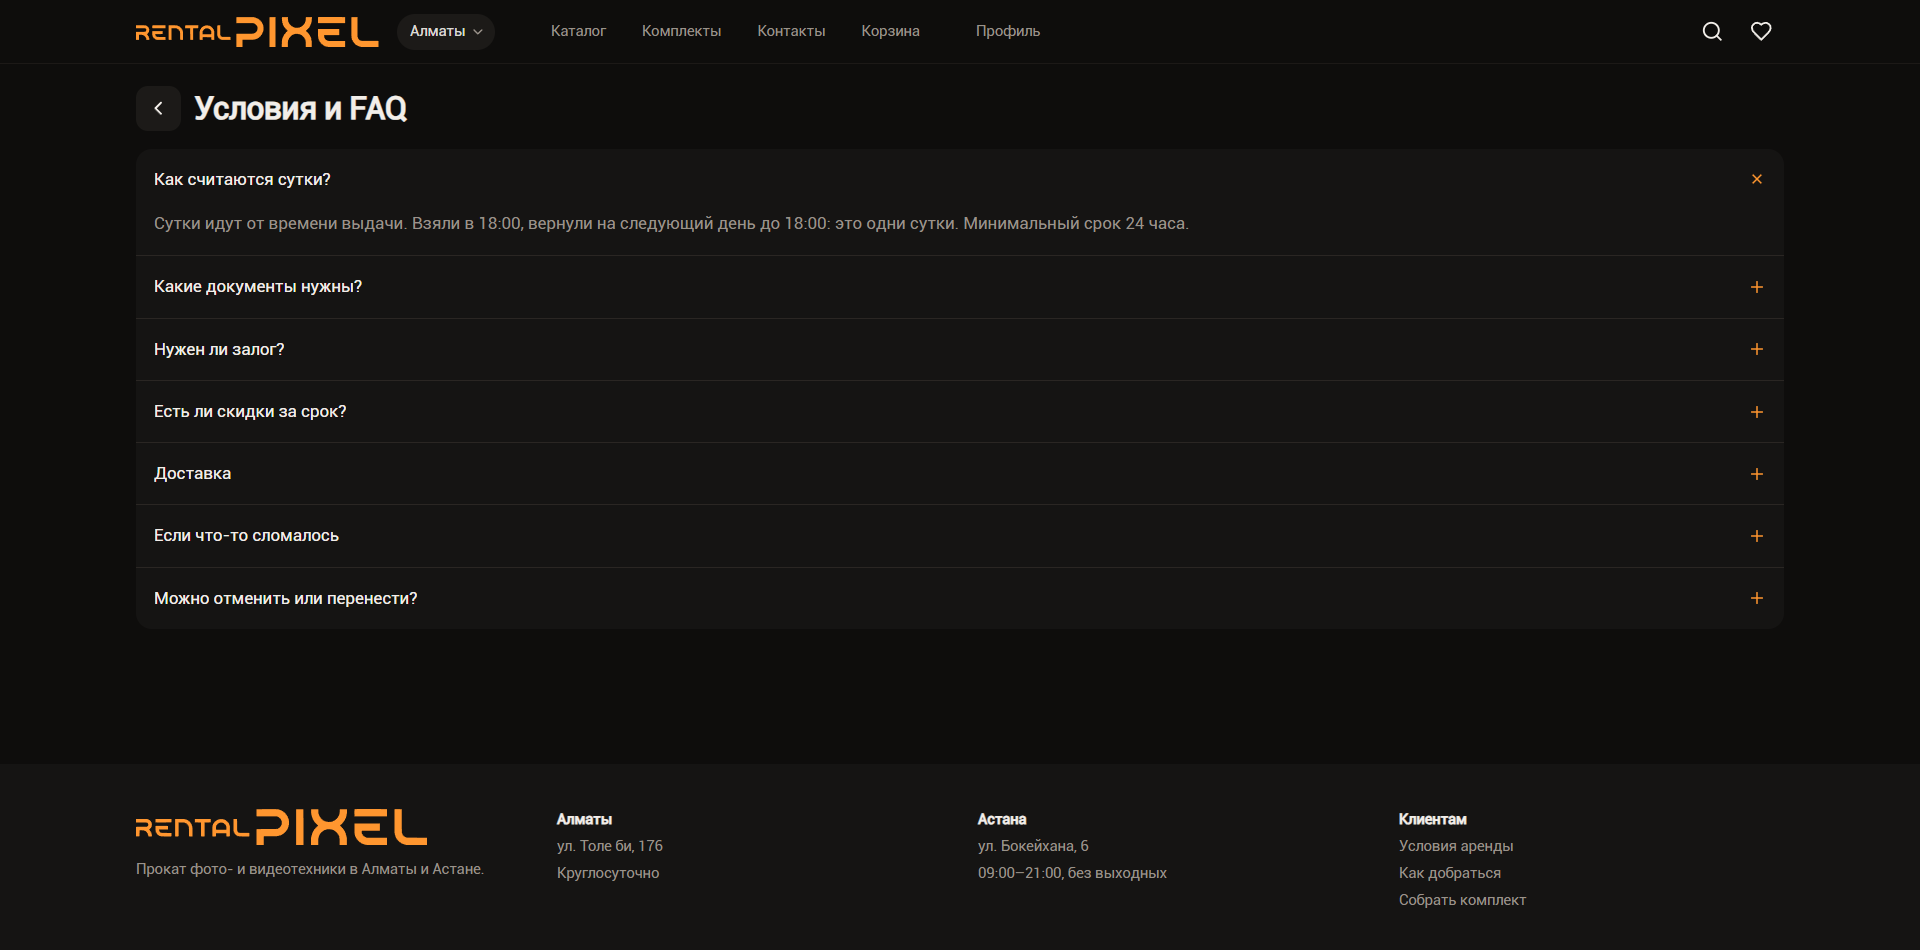 RENTAL PIXEL
Алматы
Каталог
Комплекты
Контакты
Корзина
Профиль
Условия и FAQ
Как считаются сутки?
Сутки идут от времени выдачи. Взяли в 18:00, вернули на следующий день до 18:00: это одни сутки. Минимальный срок 24 часа.
Какие документы нужны?
Нужен ли залог?
Есть ли скидки за срок?
Доставка
Если что-то сломалось
Можно отменить или перенести?
RENTAL PIXEL
Прокат фото- и видеотехники в Алматы и Астане.
Алматы
ул. Толе би, 176
Круглосуточно
Астана
ул. Бокейхана, 6
09:00–21:00, без выходных
Клиентам
Условия аренды
Как добраться
Собрать комплект